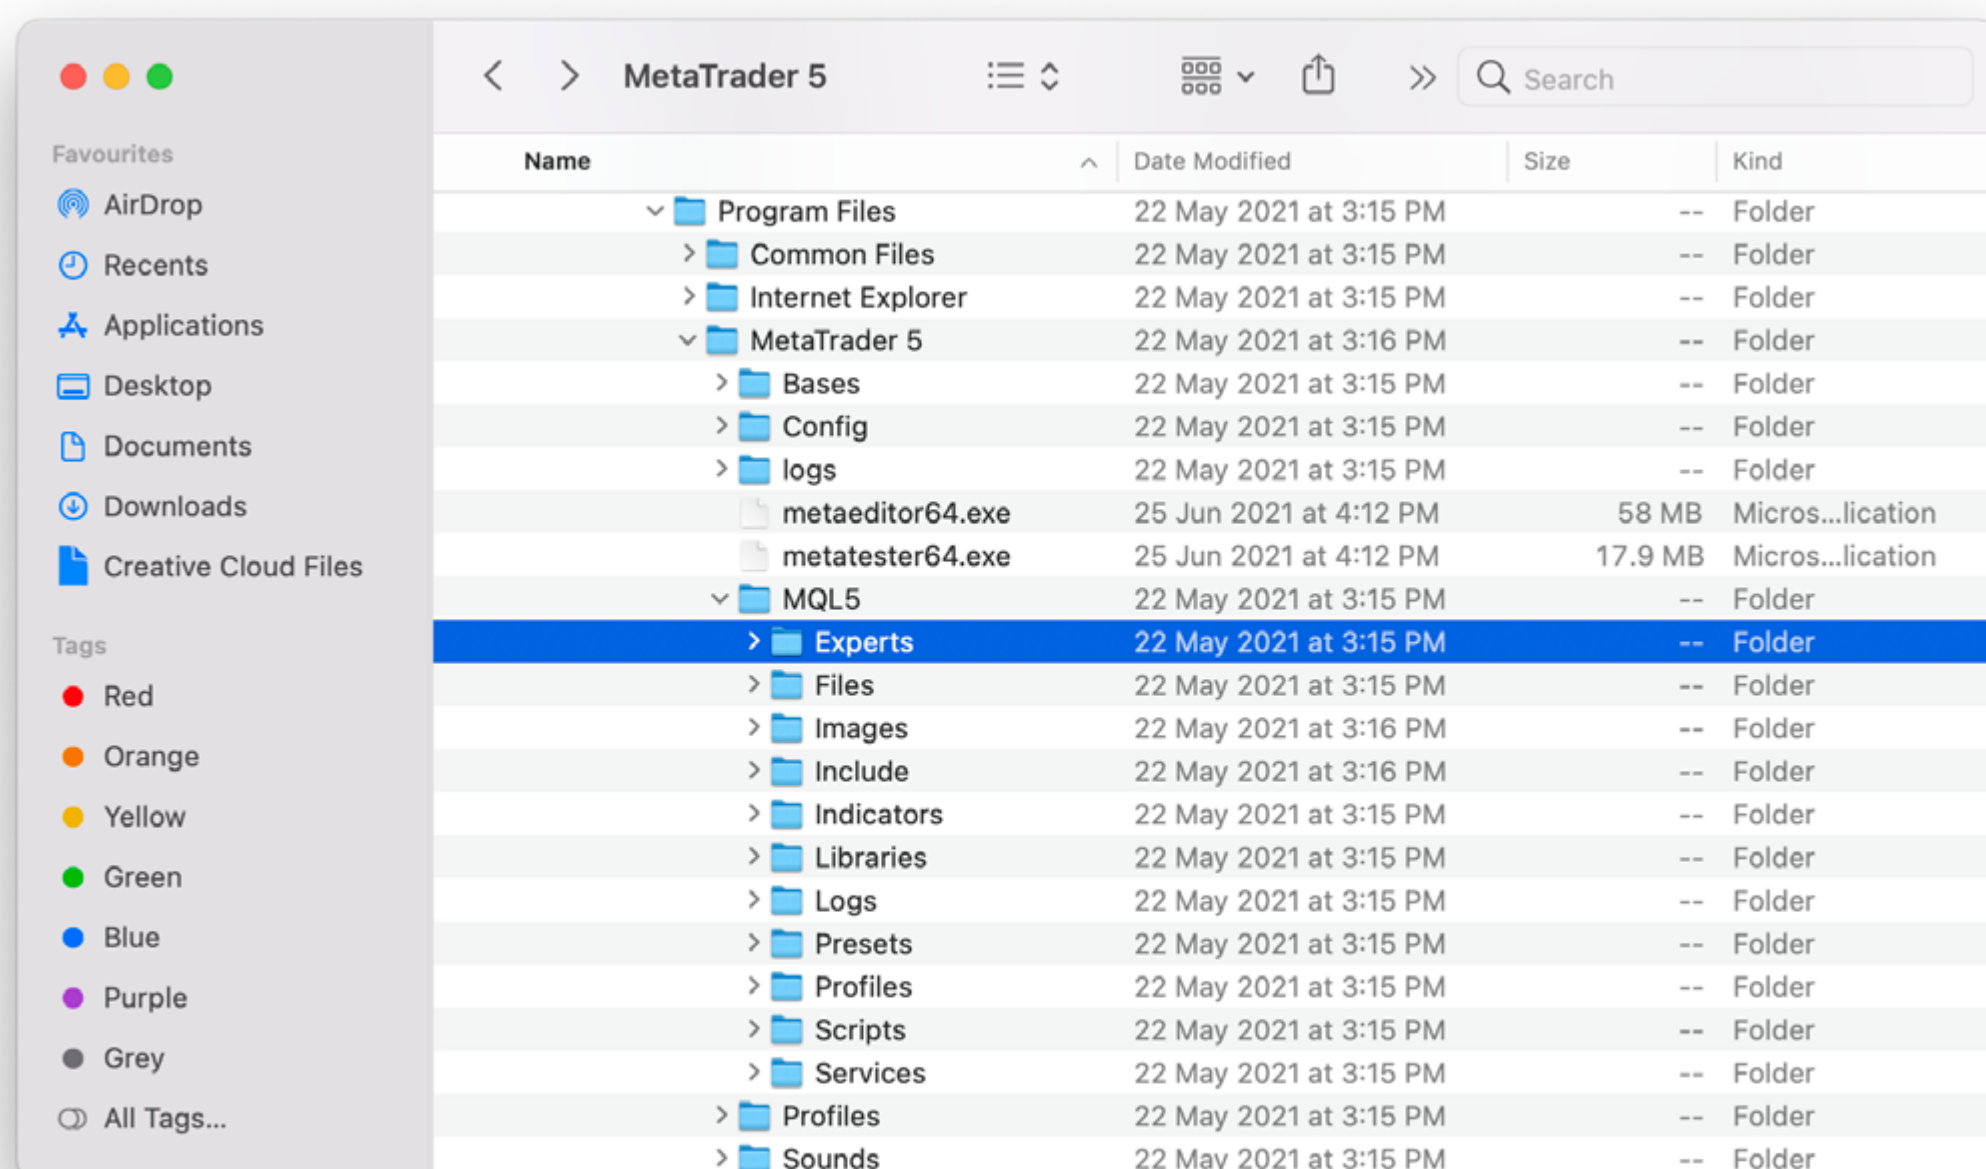 MetaTrader 5
Search
Favourites
AirDrop
Recents
Applications
Desktop
Documents
Downloads
Creative Cloud Files
Tags
Red
Orange
Yellow
Green
Blue
Purple
Grey
All Tags...
Name Date Modified Size Kind
Program Files 22 May 2021 at 3:15 PM -- Folder
Common Files 22 May 2021 at 3:15 PM -- Folder
Internet Explorer 22 May 2021 at 3:15 PM -- Folder
MetaTrader 5 22 May 2021 at 3:16 PM -- Folder
Bases 22 May 2021 at 3:15 PM -- Folder
Config 22 May 2021 at 3:15 PM -- Folder
logs 22 May 2021 at 3:15 PM -- Folder
metaeditor64.exe 25 Jun 2021 at 4:12 PM 58 MB Micros...lication
metatester64.exe 25 Jun 2021 at 4:12 PM 17.9 MB Micros...lication
MQL5 22 May 2021 at 3:15 PM -- Folder
Experts 22 May 2021 at 3:15 PM -- Folder
Files 22 May 2021 at 3:15 PM -- Folder
Images 22 May 2021 at 3:16 PM -- Folder
Include 22 May 2021 at 3:16 PM -- Folder
Indicators 22 May 2021 at 3:15 PM -- Folder
Libraries 22 May 2021 at 3:15 PM -- Folder
Logs 22 May 2021 at 3:15 PM -- Folder
Presets 22 May 2021 at 3:15 PM -- Folder
Profiles 22 May 2021 at 3:15 PM -- Folder
Scripts 22 May 2021 at 3:15 PM -- Folder
Services 22 May 2021 at 3:15 PM -- Folder
Profiles 22 May 2021 at 3:15 PM -- Folder
Sounds 22 May 2021 at 3:15 PM -- Folder